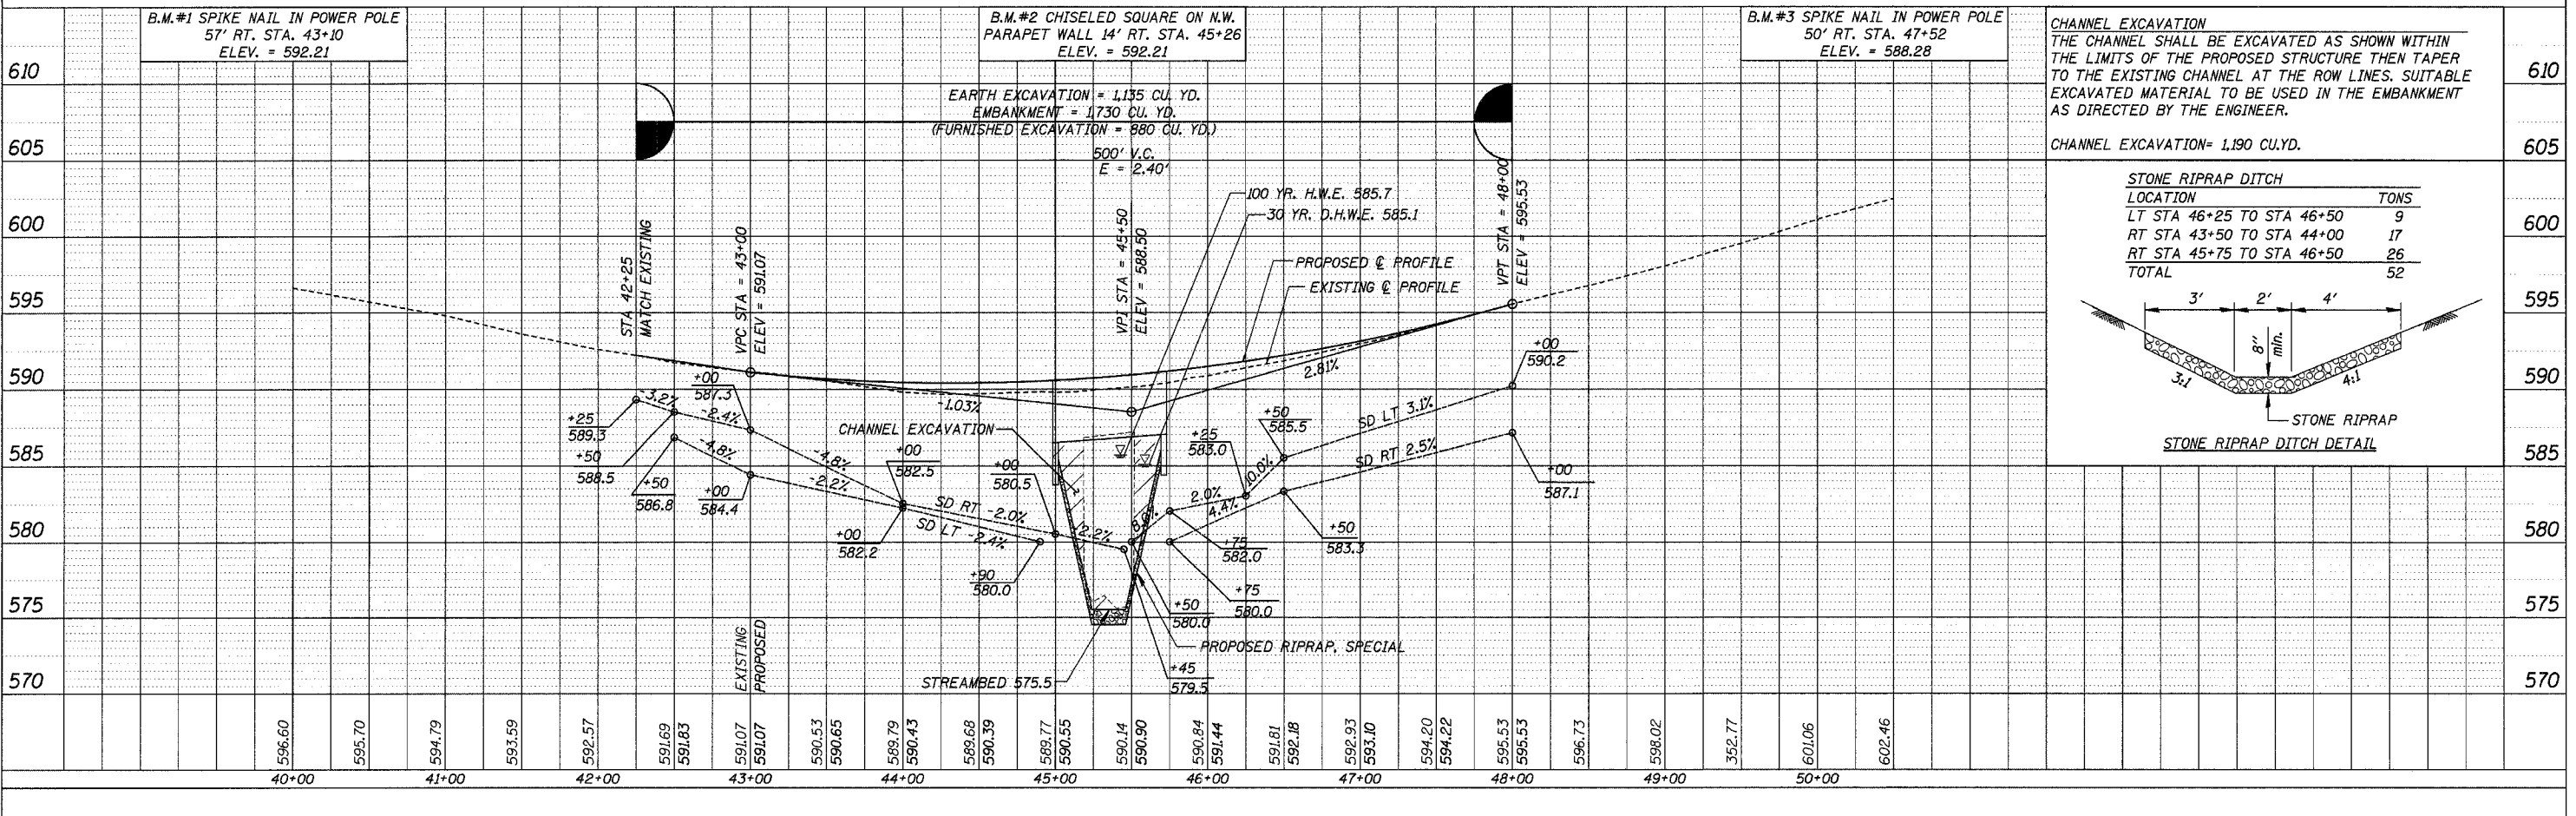 B.M.#1 SPIKE NAIL IN POWER POLE
57' RT. STA. 43+10
ELEV. = 592.21
B.M.#2 CHISELED SQUARE ON N.W.
PARAPET WALL 14' RT. STA. 45+26
ELEV. = 592.21
B.M.#3 SPIKE NAIL IN POWER POLE
50' RT. STA. 47+52
ELEV. = 588.28
CHANNEL EXCAVATION
THE CHANNEL SHALL BE EXCAVATED AS SHOWN WITHIN
THE LIMITS OF THE PROPOSED STRUCTURE THEN TAPER
TO THE EXISTING CHANNEL AT THE ROW LINES. SUITABLE
EXCAVATED MATERIAL TO BE USED IN THE EMBANKMENT
AS DIRECTED BY THE ENGINEER.
CHANNEL EXCAVATION= 1,190 CU.YD.
STONE RIPRAP DITCH
LOCATION TONS
LT STA 46+25 TO STA 46+50 9
RT STA 43+50 TO STA 44+00 17
RT STA 45+75 TO STA 46+50 26
TOTAL 52
3' 2' 4'
8" min.
3:1
4:1
STONE RIPRAP
STONE RIPRAP DITCH DETAIL
610
605
600
595
590
585
580
575
570
610
605
600
595
590
585
580
575
570
EARTH EXCAVATION = 1,135 CU. YD.
EMBANKMENT = 1,730 CU. YD.
(FURNISHED EXCAVATION = 880 CU. YD.)
500' V.C.
E = 2.40'
100 YR. H.W.E. 585.7
30 YR. D.H.W.E. 585.1
STA 42+25
MATCH EXISTING
VPC STA = 43+00
ELEV = 591.07
VPI STA = 45+50
ELEV = 588.50
VPT STA = 48+00
ELEV = 595.53
PROPOSED ℄ PROFILE
EXISTING ℄ PROFILE
-1.03%
2.81%
+25
589.3
-3.2%
+50
588.5
-2.4%
+00
587.3
-4.8%
+50
586.8
-4.8%
+00
584.4
-2.2%
+00
582.5
+00
582.2
SD RT -2.0%
SD LT -2.4%
+90
580.0
+00
580.5
-2.2%
CHANNEL EXCAVATION
+25
583.0
+50
585.5
SD LT 3.1%
+00
590.2
10.0%
2.0%
4.4%
8.0%
SD RT 2.5%
+00
587.1
+50
583.3
+75
582.0
+75
580.0
+50
580.0
PROPOSED RIPRAP, SPECIAL
+45
579.5
STREAMBED 575.5
EXISTING
PROPOSED
596.60
595.70
594.79
593.59
592.57
591.69
591.83
591.07
591.07
590.53
590.65
589.79
590.43
589.68
590.39
589.77
590.55
590.14
590.90
590.84
591.44
591.81
592.18
592.93
593.10
594.20
594.22
595.53
595.53
596.73
598.02
352.77
601.06
602.46
40+00
41+00
42+00
43+00
44+00
45+00
46+00
47+00
48+00
49+00
50+00